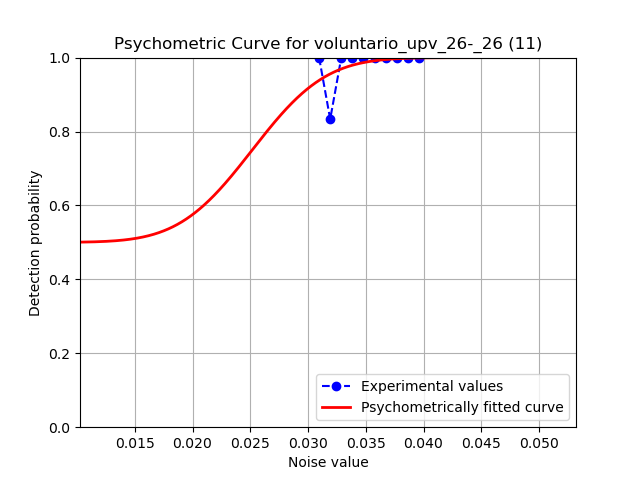 Psychometric Curve for voluntario_upv_26-_26 (11)
1.0
0.8
0.6
0.4
0.2
0.0
Detection probability
Experimental values
Psychometrically fitted curve
0.015 0.020 0.025 0.030 0.035 0.040 0.045 0.050
Noise value